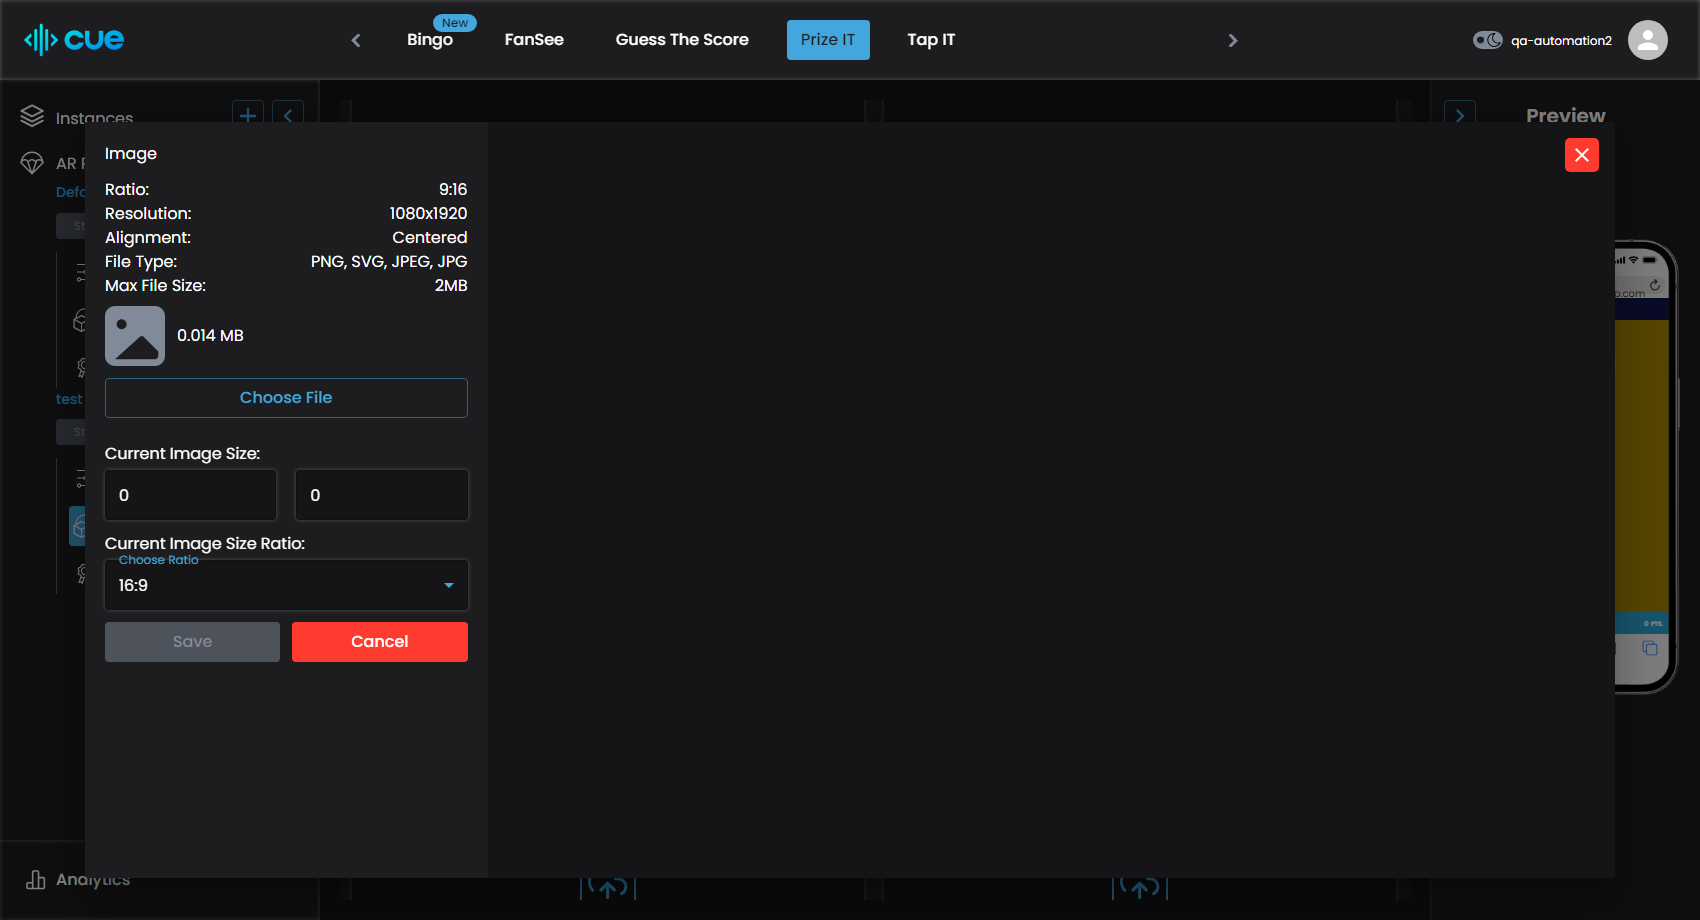 cue
New
Bingo
FanSee
Guess The Score
Prize IT
Tap IT
qa-automation2
Instances
Preview
AR
Image
Ratio: 9:16
Resolution: 1080x1920
Alignment: Centered
File Type: PNG, SVG, JPEG, JPG
Max File Size: 2MB
0.014 MB
Choose File
Current Image Size:
0 0
Current Image Size Ratio:
Choose Ratio
16:9
Save Cancel
test
.com
0 PTS.
Analytics